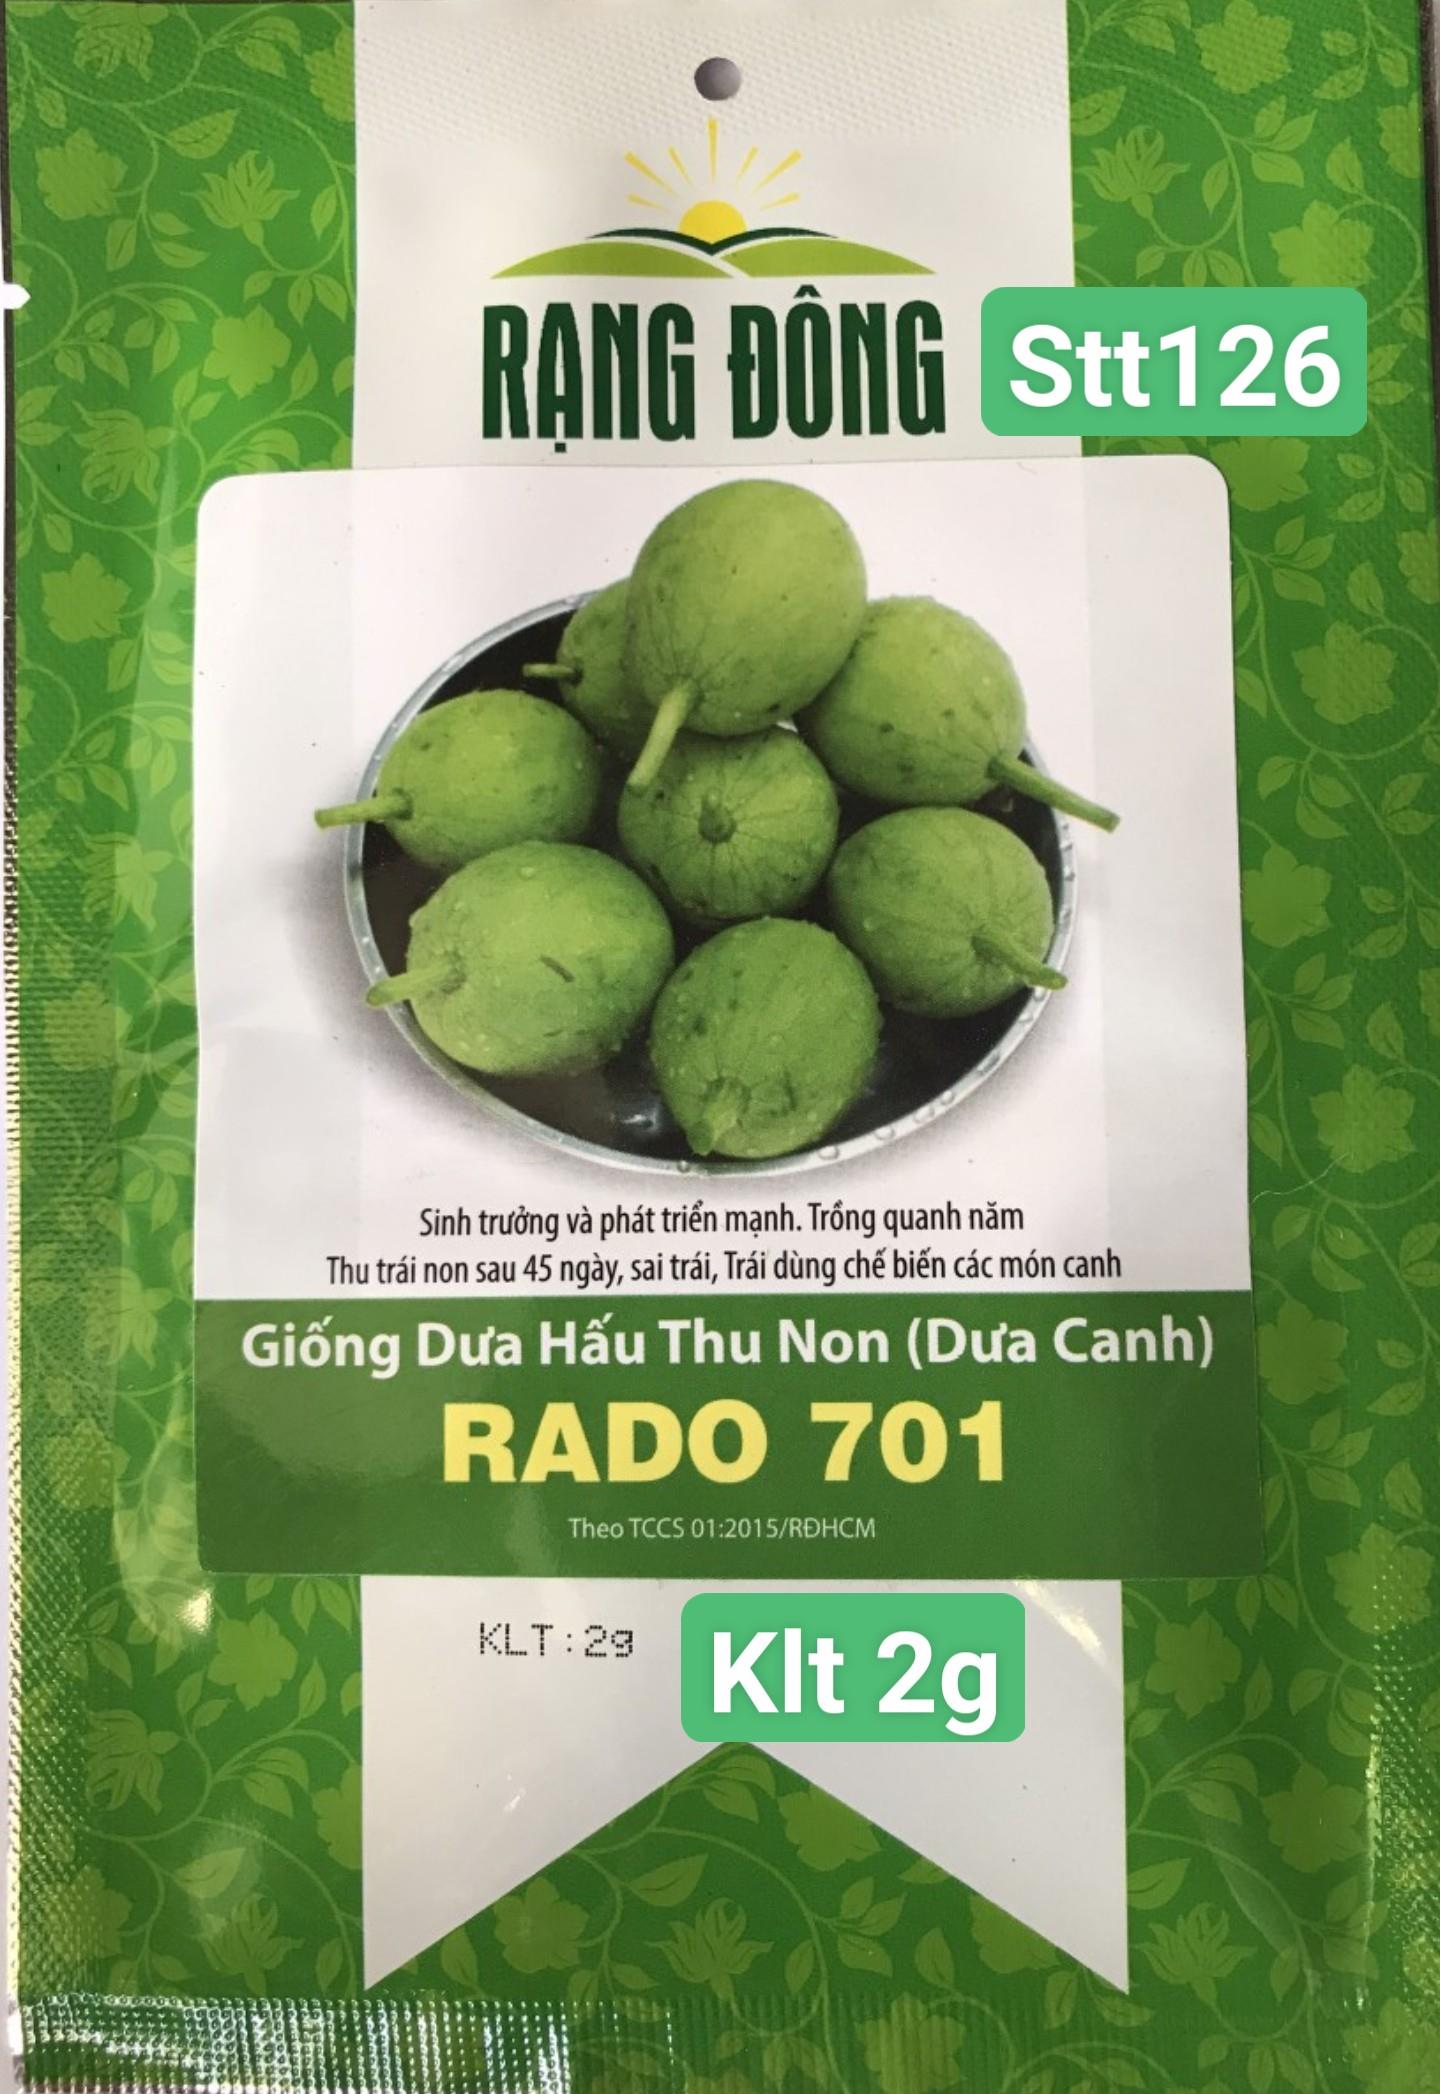 RẠNG ĐÔNG
Stt126
Sinh trưởng và phát triển mạnh. Trồng quanh năm
Thu trái non sau 45 ngày, sai trái, Trái dùng chế biến các món canh
Giống Dưa Hấu Thu Non (Dưa Canh)
RADO 701
Theo TCCS 01:2015/RĐHCM
KLT:2g
Klt 2g